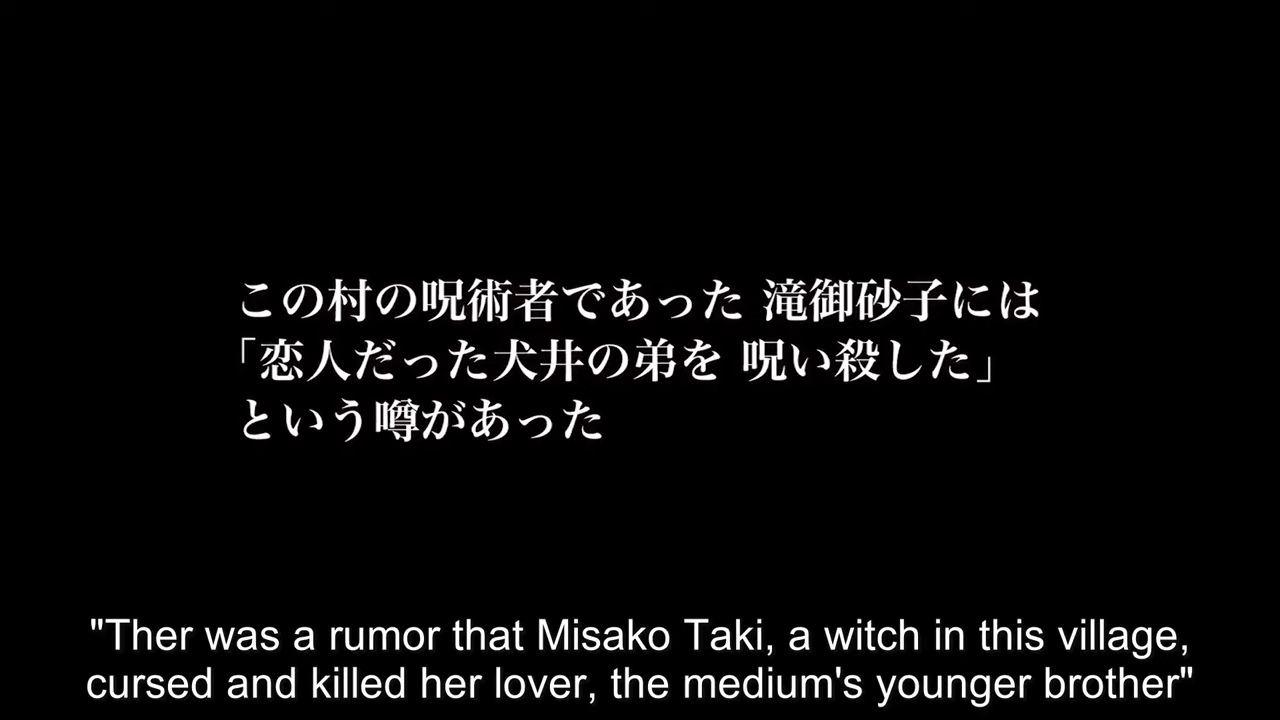 この村の呪術者であった 滝御砂子には
「恋人だった犬井の弟を 呪い殺した」
という噂があった
"Ther was a rumor that Misako Taki, a witch in this village,
cursed and killed her lover, the medium's younger brother"